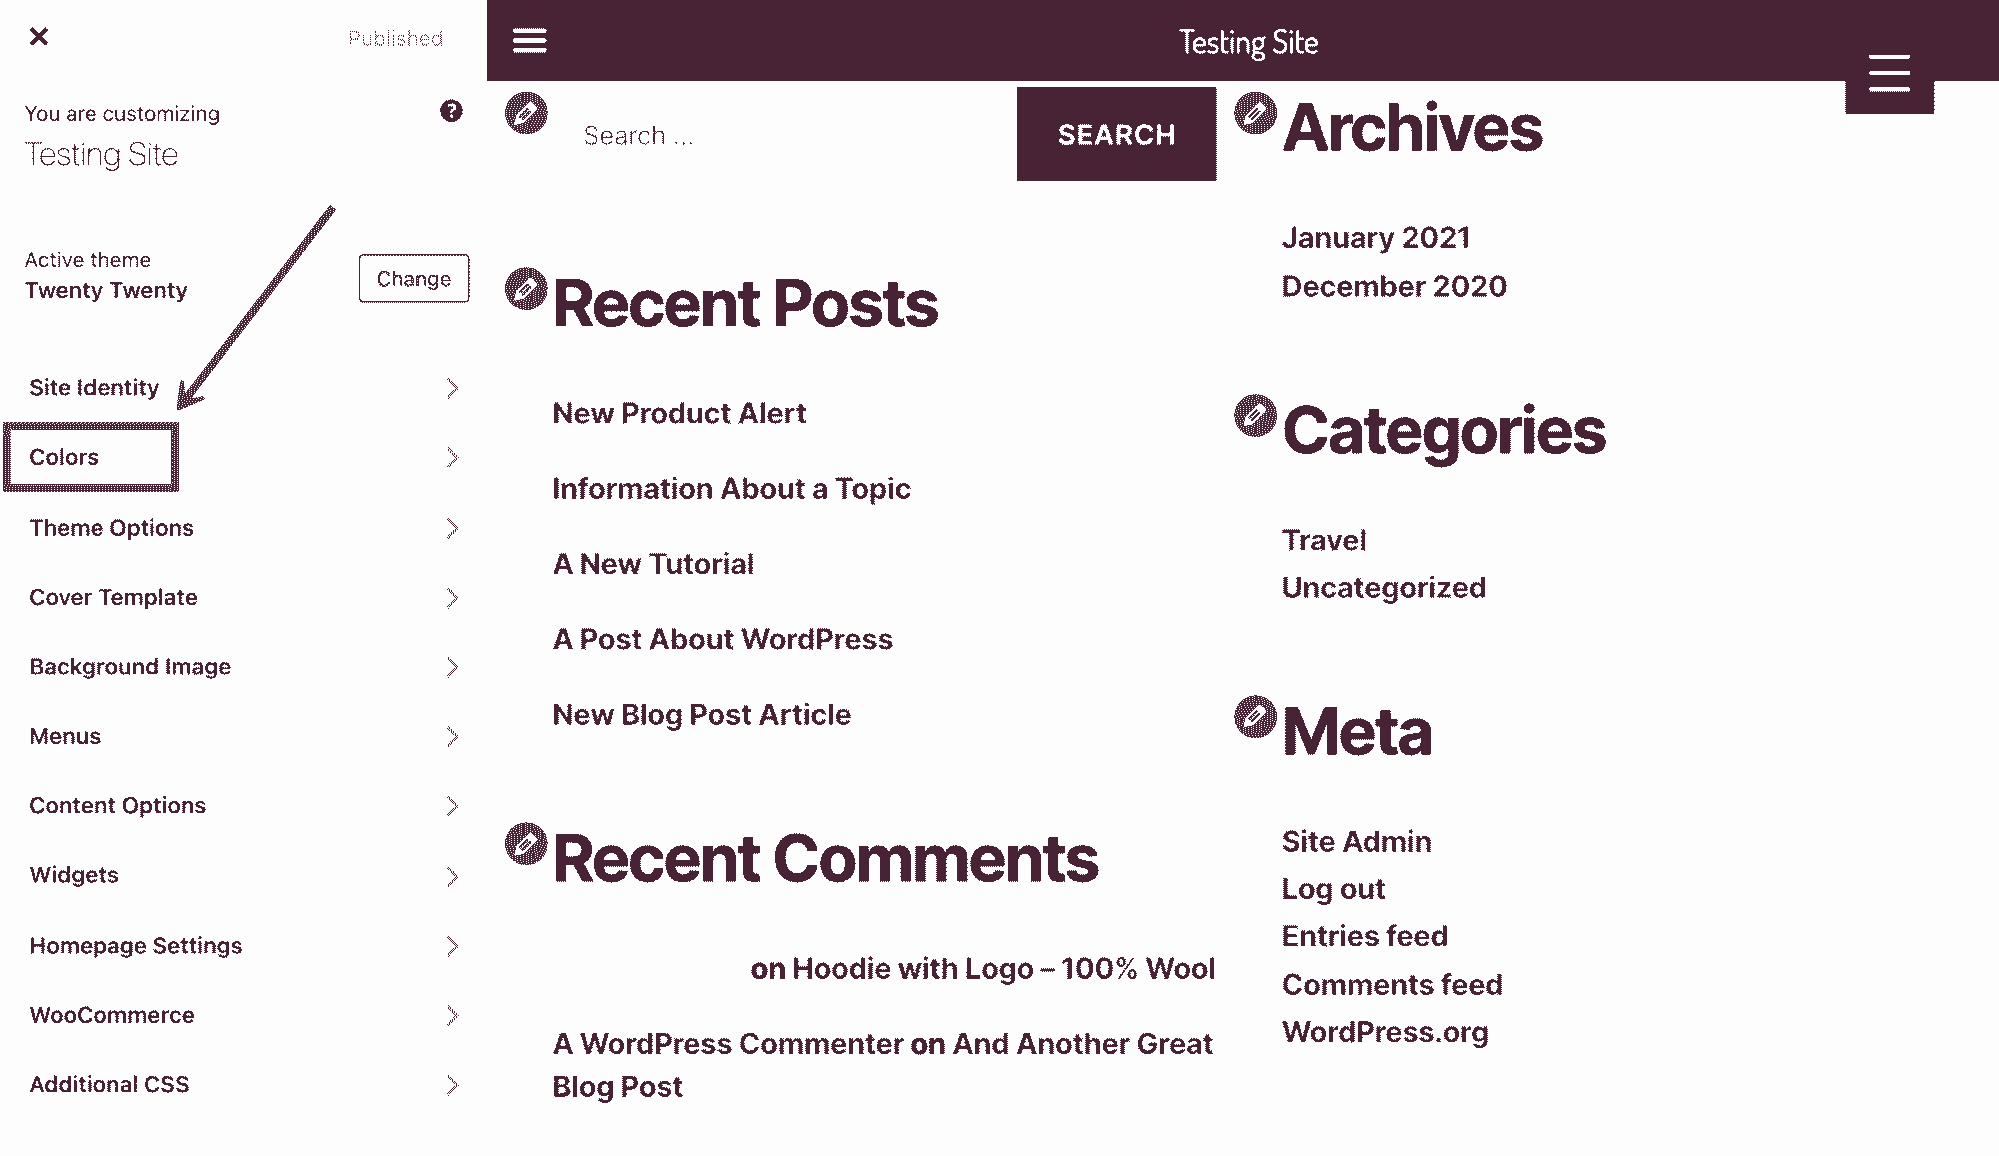 Published
You are customizing
Testing Site
Active theme
Twenty Twenty
Change
Site Identity
Colors
Theme Options
Cover Template
Background Image
Menus
Content Options
Widgets
Homepage Settings
WooCommerce
Additional CSS
Testing Site
Search ...
SEARCH
Recent Posts
New Product Alert
Information About a Topic
A New Tutorial
A Post About WordPress
New Blog Post Article
Recent Comments
on Hoodie with Logo – 100% Wool
A WordPress Commenter on And Another Great
Blog Post
Archives
January 2021
December 2020
Categories
Travel
Uncategorized
Meta
Site Admin
Log out
Entries feed
Comments feed
WordPress.org